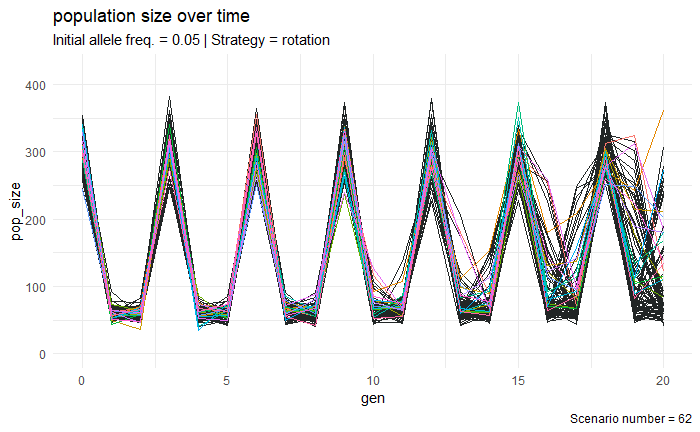 population size over time
Initial allele freq. = 0.05 | Strategy = rotation
400
300
200
100
0
pop_size
0 5 10 15 20
gen
Scenario number = 62